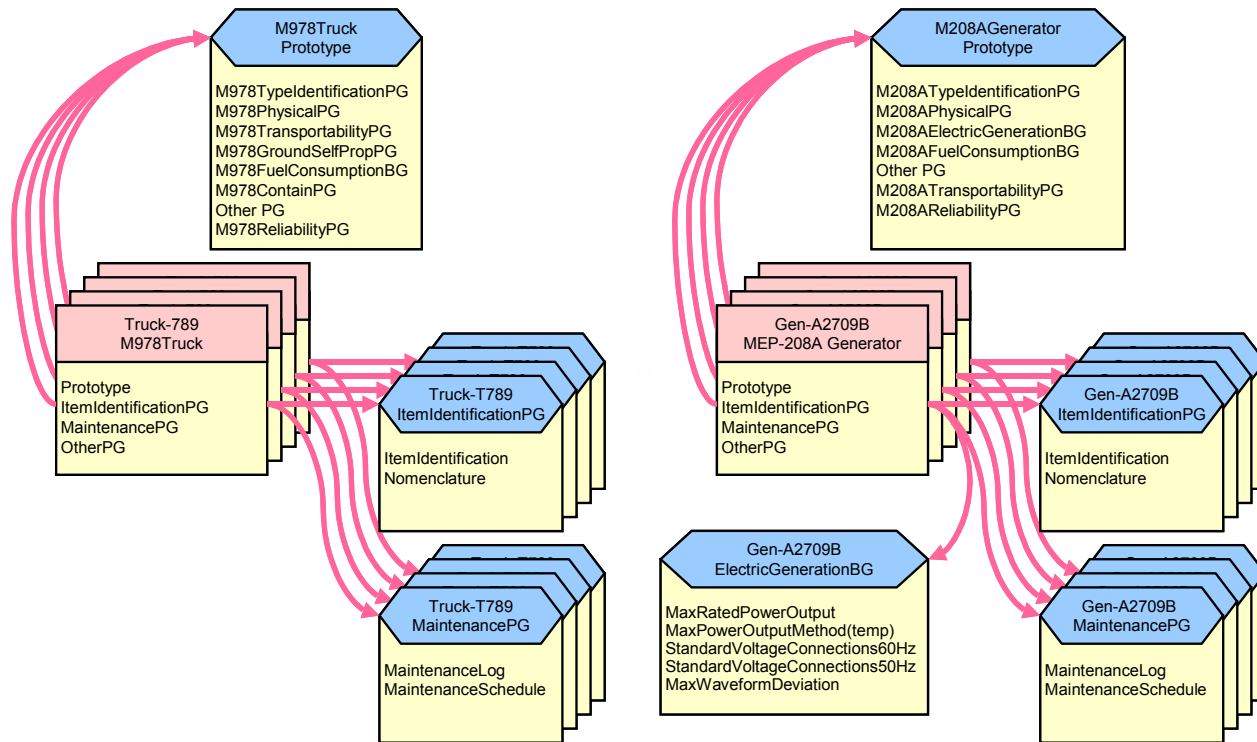 M978Truck
Prototype
M978TypeIdentificationPG
M978PhysicalPG
M978TransportabilityPG
M978GroundSelfPropPG
M978FuelConsumptionBG
M978ContainPG
Other PG
M978ReliabilityPG
Truck-789
M978Truck
Prototype
ItemIdentificationPG
MaintenancePG
OtherPG
Truck-T789
ItemIdentificationPG
ItemIdentification
Nomenclature
Truck-T789
MaintenancePG
MaintenanceLog
MaintenanceSchedule
M208AGenerator
Prototype
M208ATypeIdentificationPG
M208APhysicalPG
M208AElectricGenerationBG
M208AFuelConsumptionBG
Other PG
M208ATransportabilityPG
M208AReliabilityPG
Gen-A2709B
MEP-208A Generator
Prototype
ItemIdentificationPG
MaintenancePG
OtherPG
Gen-A2709B
ItemIdentificationPG
ItemIdentification
Nomenclature
Gen-A2709B
ElectricGenerationBG
MaxRatedPowerOutput
MaxPowerOutputMethod(temp)
StandardVoltageConnections60Hz
StandardVoltageConnections50Hz
MaxWaveformDeviation
Gen-A2709B
MaintenancePG
MaintenanceLog
MaintenanceSchedule